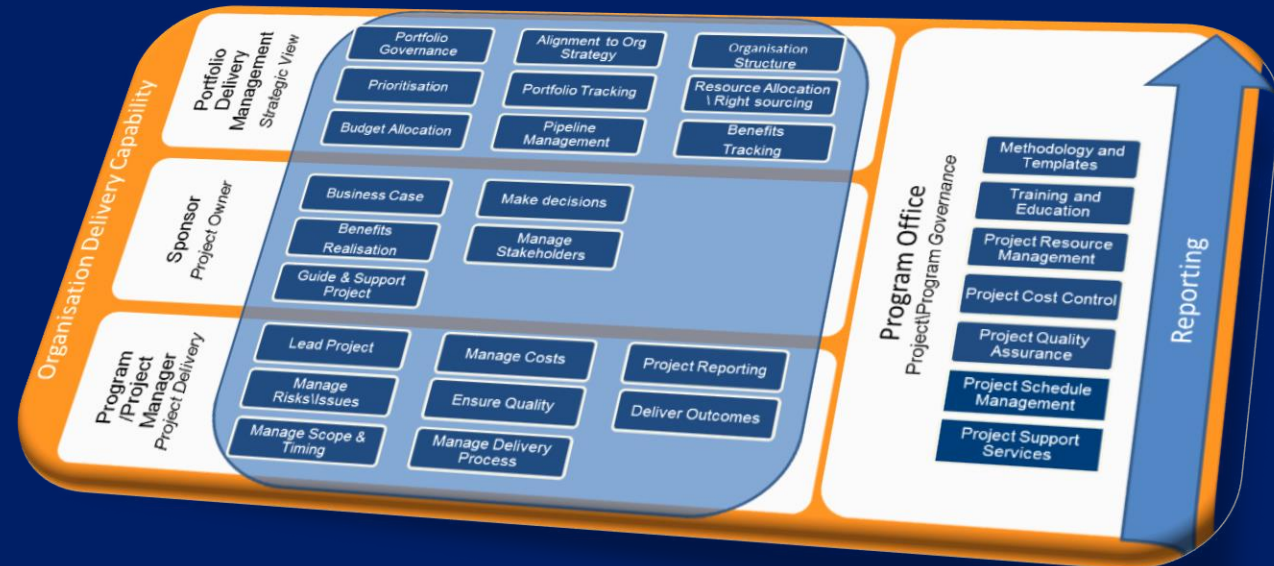 Organisation Delivery Capability
Portfolio
Delivery
Management
Strategic View
Portfolio
Governance
Alignment to Org
Strategy
Organisation
Structure
Prioritisation
Portfolio Tracking
Resource Allocation
\ Right sourcing
Budget Allocation
Pipeline
Management
Benefits
Tracking
Sponsor
Project Owner
Business Case
Make decisions
Benefits
Realisation
Manage
Stakeholders
Guide & Support
Project
Program
/Project
Manager
Project Delivery
Lead Project
Manage Costs
Project Reporting
Manage
Risks\Issues
Ensure Quality
Deliver Outcomes
Manage Scope &
Timing
Manage Delivery
Process
Program Office
Project\Program Governance
Methodology and
Templates
Training and
Education
Project Resource
Management
Project Cost Control
Project Quality
Assurance
Project Schedule
Management
Project Support
Services
Reporting